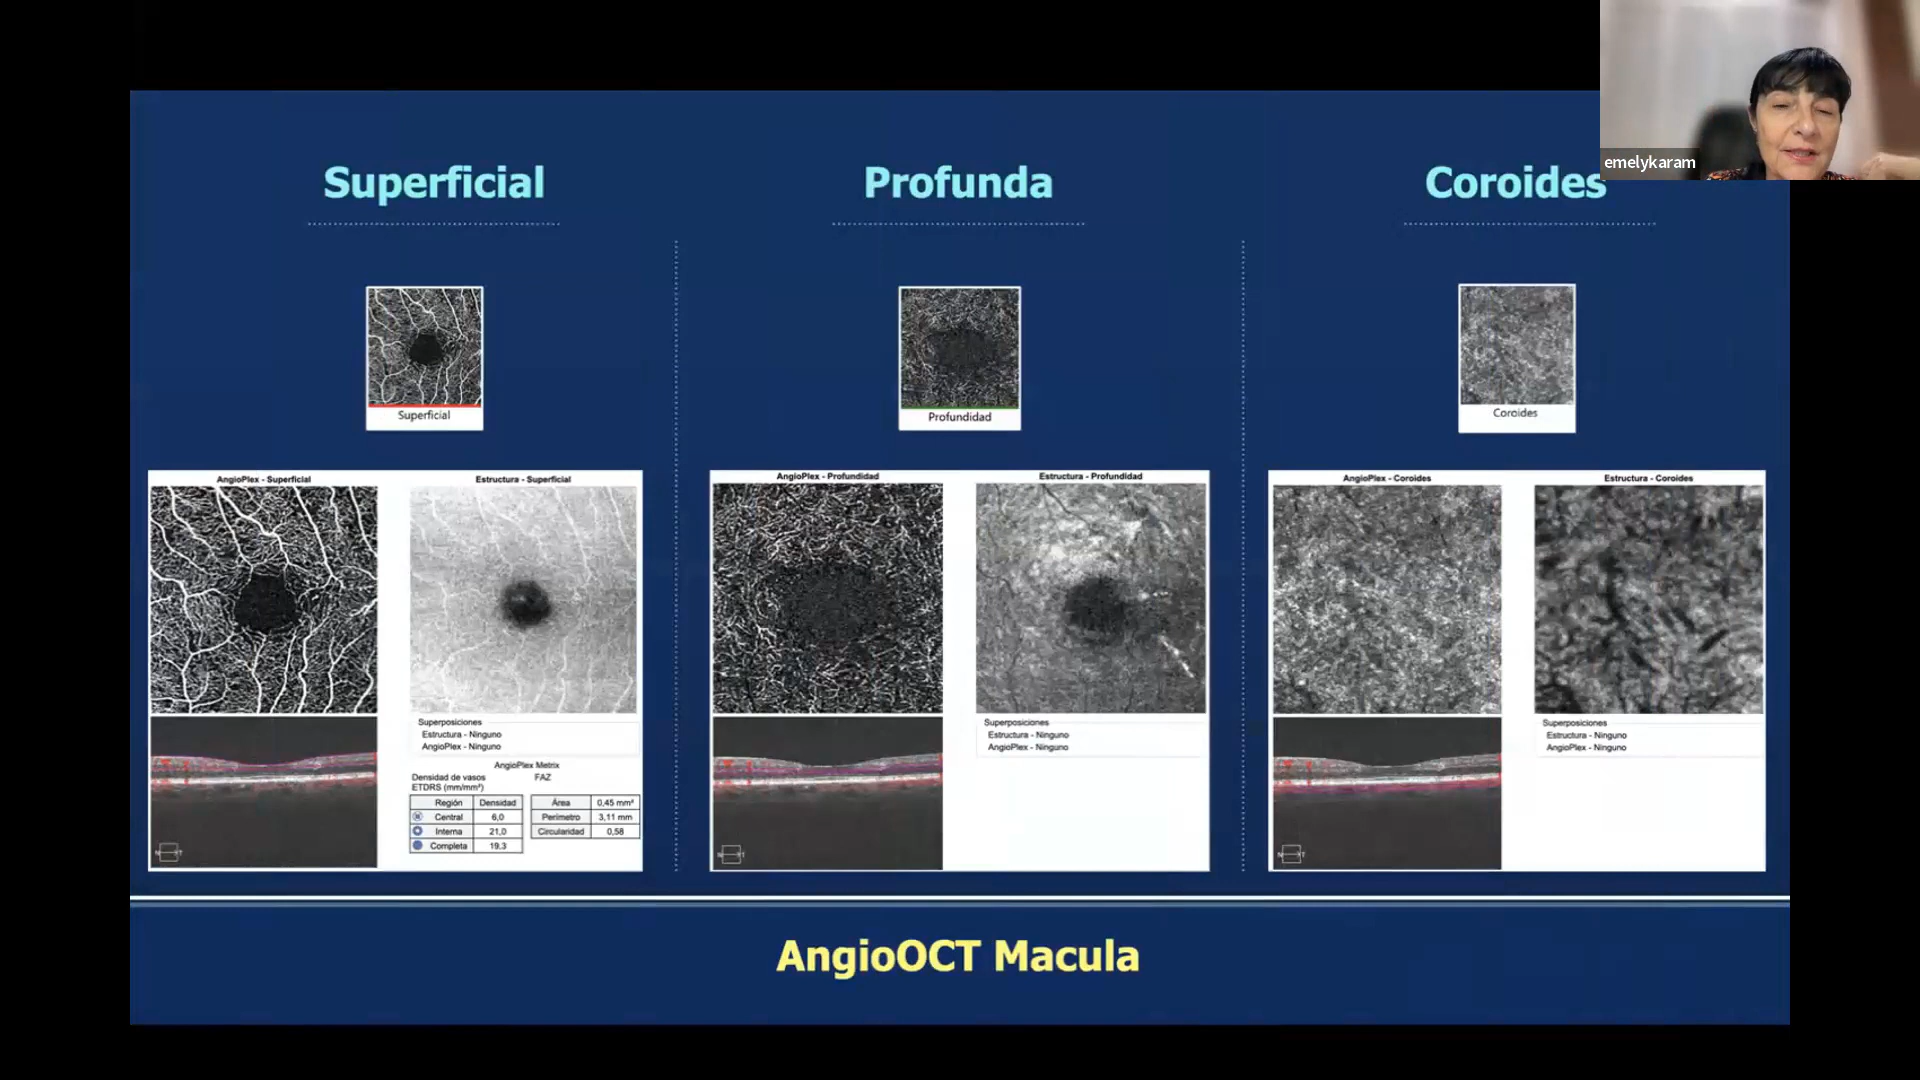 emelykaram
Superficial
Profunda
Coroides
Superficial
Profundidad
Coroides
AngioPlex - Superficial
Estructura - Superficial
Superposiciones
Estructura - Ninguno
AngioPlex - Ninguno
AngioPlex Metrix
Densidad de vasos
ETDRS (mm/mm²)
FAZ
Región Densidad
Central 6,0
Interna 21,0
Completa 19,3
Área 0,45 mm²
Perímetro 3,11 mm
Circularidad 0,58
N T
AngioPlex - Profundidad
Estructura - Profundidad
Superposiciones
Estructura - Ninguno
AngioPlex - Ninguno
N T
AngioPlex - Coroides
Estructura - Coroides
Superposiciones
Estructura - Ninguno
AngioPlex - Ninguno
N T
AngioOCT Macula